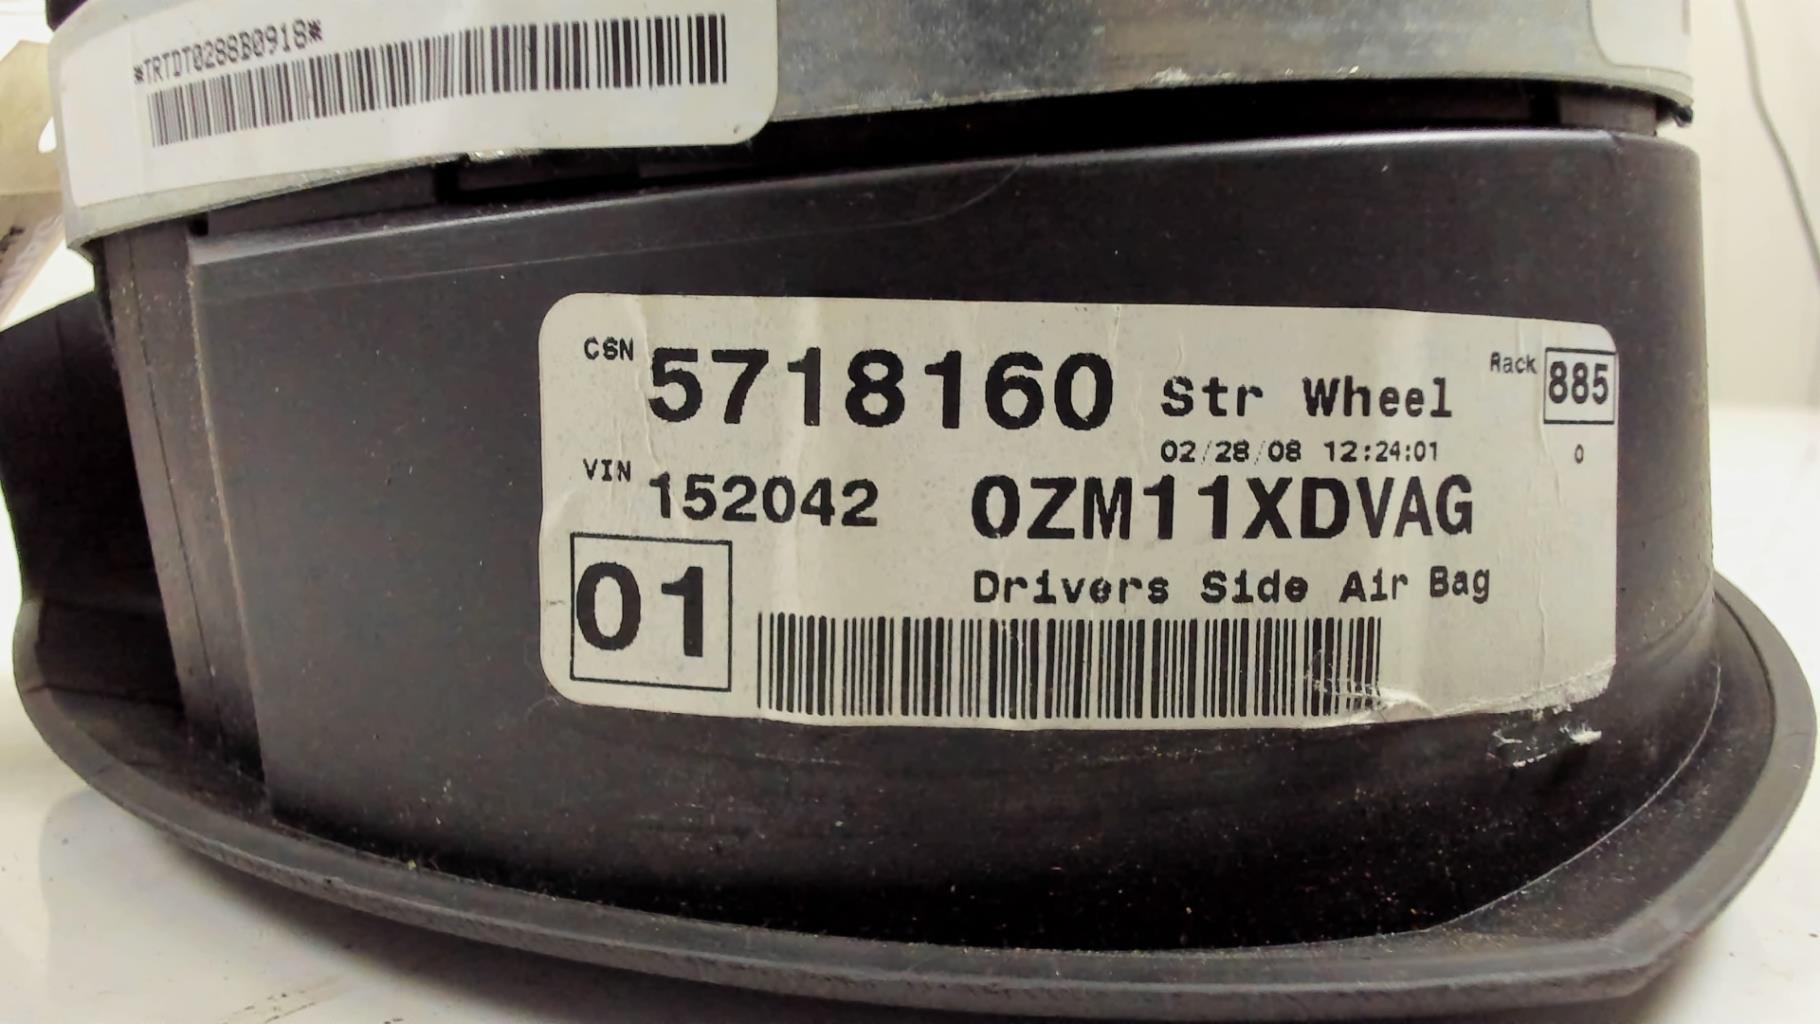 *TRTDT0288B0918*
CSN 5718160 Str Wheel Rack 885
02/28/08 12:24:01 0
VIN 152042 0ZM11XDVAG
01 Drivers Side Air Bag